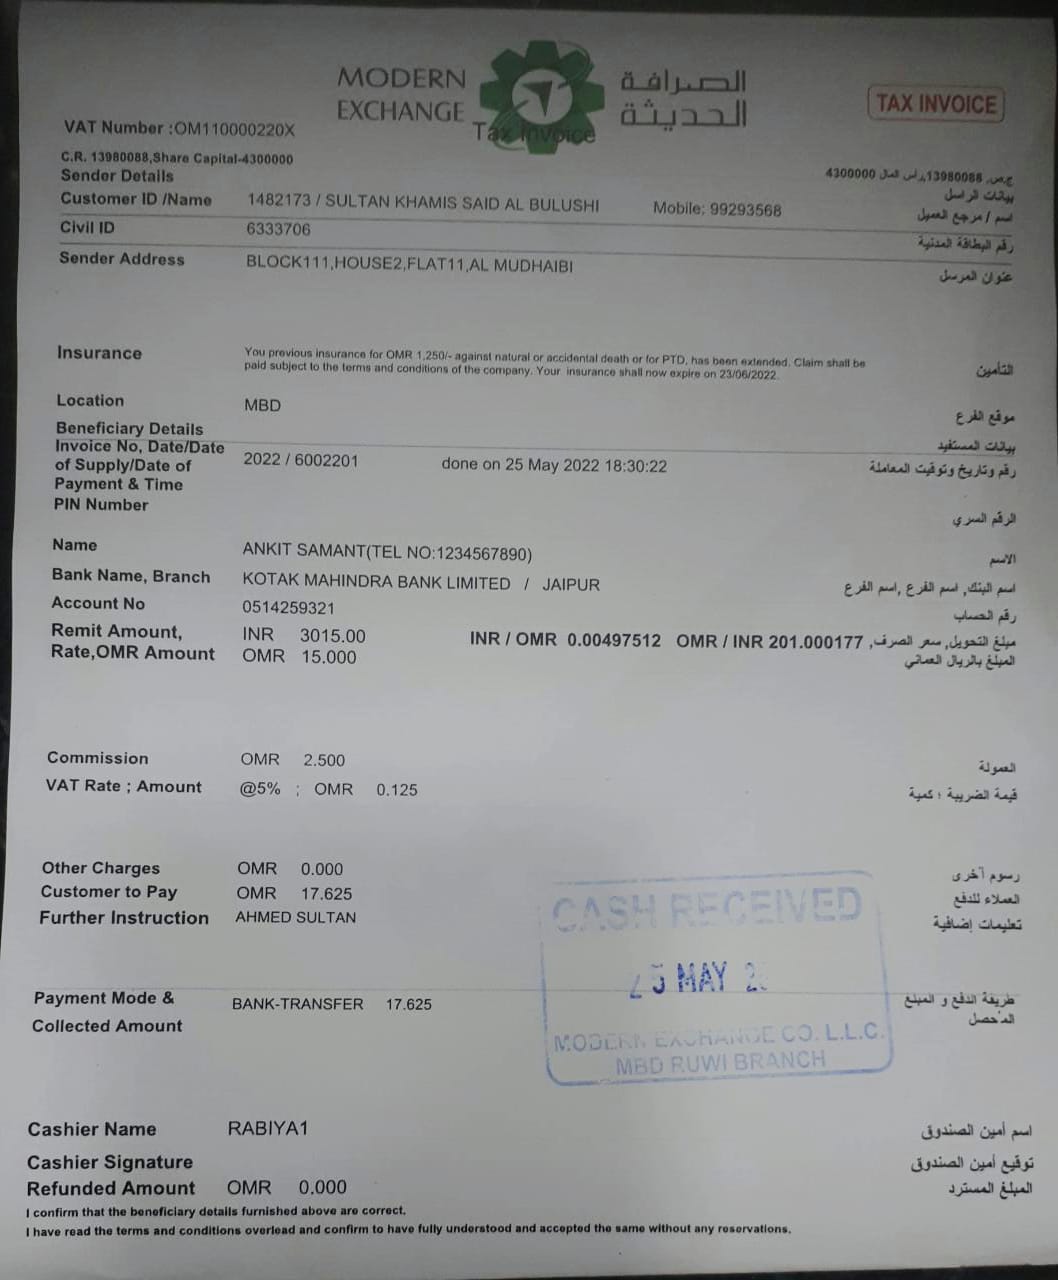 MODERN
EXCHANGE
الصرافة
الحديثة
Tax Invoice
TAX INVOICE
VAT Number :OM110000220X
C.R. 13980088,Share Capital-4300000
ج.ص. 13980088,راس المال 4300000
Sender Details
بيانات الراسل
Customer ID /Name 1482173 / SULTAN KHAMIS SAID AL BULUSHI Mobile: 99293568 اسم / مرجع العميل
Civil ID 6333706 رقم البطاقة المدنية
Sender Address BLOCK111,HOUSE2,FLAT11,AL MUDHAIBI عنوان المرسل
Insurance You previous insurance for OMR 1,250/- against natural or accidental death or for PTD, has been extended. Claim shall be التأمين
paid subject to the terms and conditions of the company. Your insurance shall now expire on 23/06/2022.
Location MBD موقع الفرع
Beneficiary Details بيانات المستفيد
Invoice No, Date/Date
of Supply/Date of 2022 / 6002201 done on 25 May 2022 18:30:22 رقم وتاريخ وتوقيت المعاملة
Payment & Time
PIN Number الرقم السري
Name ANKIT SAMANT(TEL NO:1234567890) الاسم
Bank Name, Branch KOTAK MAHINDRA BANK LIMITED / JAIPUR اسم البنك, اسم الفرع ,اسم الفرع
Account No 0514259321 رقم الحساب
Remit Amount, INR 3015.00 INR / OMR 0.00497512 OMR / INR 201.000177 مبلغ التحويل, سعر الصرف,
Rate,OMR Amount OMR 15.000 المبلغ بالريال العماني
Commission OMR 2.500 العمولة
VAT Rate ; Amount @5% ; OMR 0.125 قيمة الضريبة ؛ كمية
Other Charges OMR 0.000 رسوم آخرى
Customer to Pay OMR 17.625 العملاء للدفع
Further Instruction AHMED SULTAN تعليمات إضافية
CASH RECEIVED
25 MAY 2
MODERN EXCHANGE CO. L.L.C.
MBD RUWI BRANCH
Payment Mode & BANK-TRANSFER 17.625 طريقة الدفع و المبلغ
Collected Amount المحصل
Cashier Name RABIYA1 اسم أمين الصندوق
Cashier Signature توقيع أمين الصندوق
Refunded Amount OMR 0.000 المبلغ المسترد
I confirm that the beneficiary details furnished above are correct.
I have read the terms and conditions overlead and confirm to have fully understood and accepted the same without any reservations.